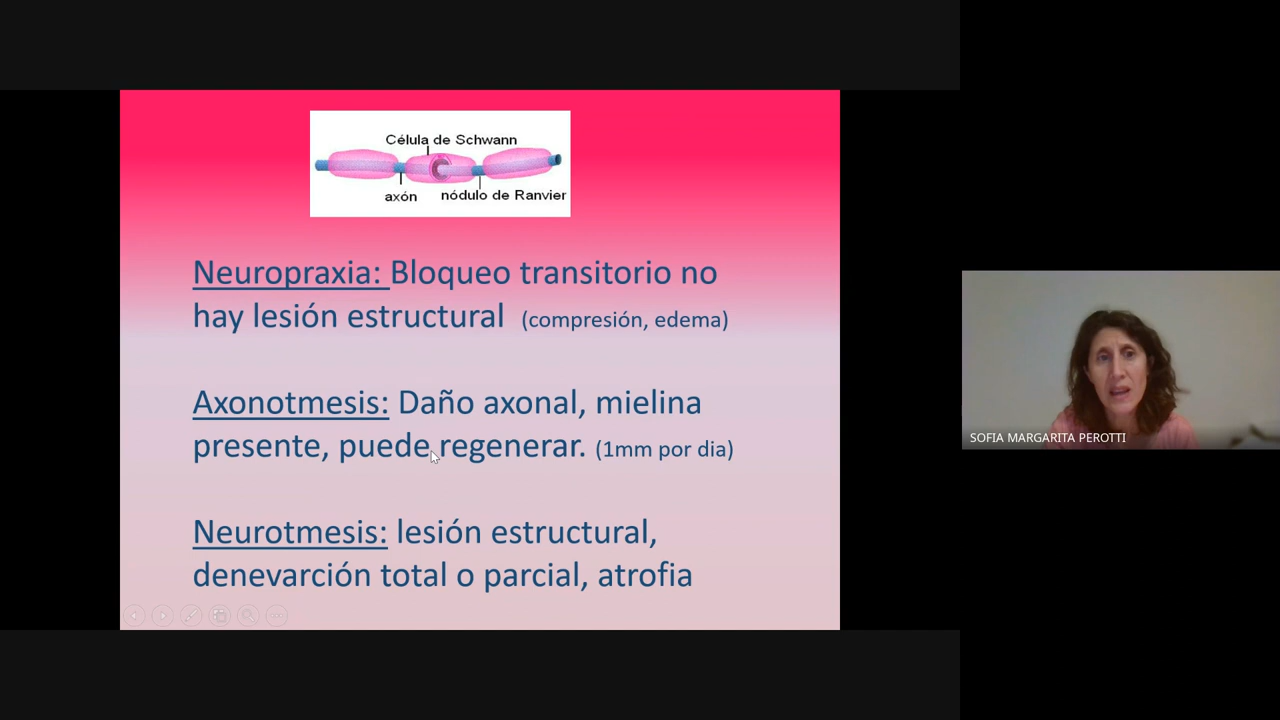 Célula de Schwann
axón
nódulo de Ranvier
Neuropraxia: Bloqueo transitorio no
hay lesión estructural (compresión, edema)
Axonotmesis: Daño axonal, mielina
presente, puede regenerar. (1mm por dia)
Neurotmesis: lesión estructural,
denevarción total o parcial, atrofia
SOFIA MARGARITA PEROTTI